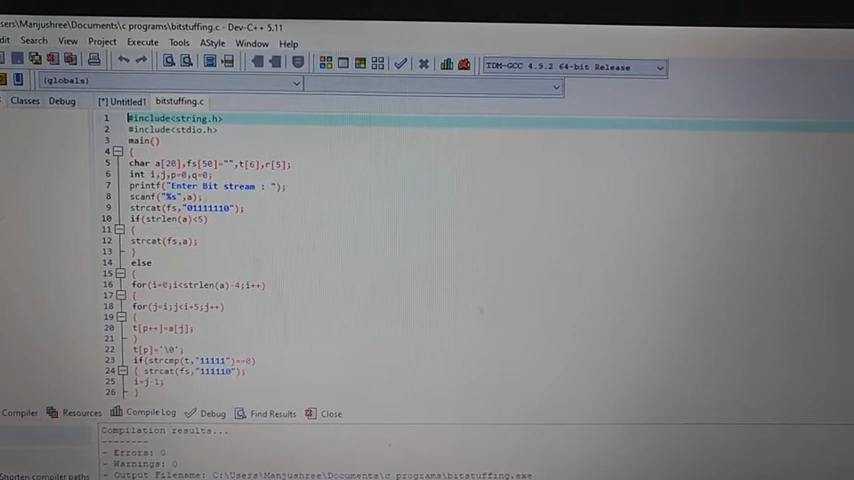 sers\Manjushree\Documents\c programs\bitstuffing.c - Dev-C++ 5.11
dit Search View Project Execute Tools AStyle Window Help
TDM-GCC 4.9.2 64-bit Release
(globals)
Classes Debug [*] Untitled1 bitstuffing.c
1 #include<string.h>
2 #include<stdio.h>
3 main()
4 {
5 char a[20],fs[50]="",t[6],r[5];
6 int i,j,p=0,q=0;
7 printf("Enter Bit stream : ");
8 scanf("%s",a);
9 strcat(fs,"01111110");
10 if(strlen(a)<5)
11 {
12 strcat(fs,a);
13 }
14 else
15 {
16 for(i=0;i<strlen(a)-4;i++)
17 {
18 for(j=i;j<i+5;j++)
19 {
20 t[p++]=a[j];
21 }
22 t[p]='\0';
23 if(strcmp(t,"11111")==0)
24 { strcat(fs,"111110");
25 i=j-1;
26 }
Compiler Resources Compile Log Debug Find Results Close
Compilation results...
--------
- Errors: 0
- Warnings: 0
- Output Filename: C:\Users\Manjushree\Documents\c programs\bitstuffing.exe
Shorten compiler paths